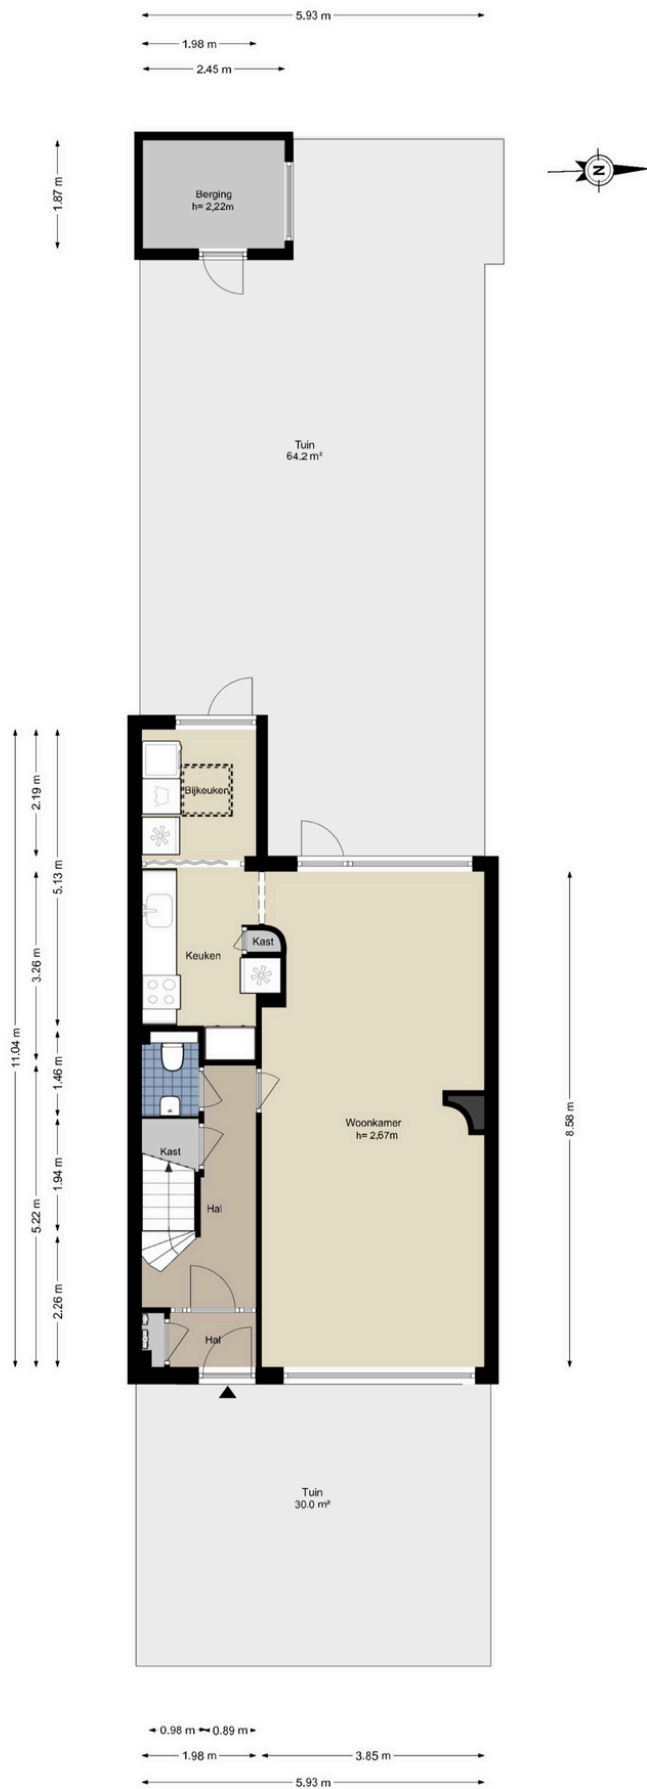 5.93 m
1.98 m
2.45 m
1.87 m
Berging
h= 2,22m
N
Tuin
64.2 m²
Bijkeuken
2.19 m
5.13 m
3.26 m
11.04 m
Kast
Keuken
1.46 m
Kast
Woonkamer
h= 2,67m
8.58 m
1.94 m
5.22 m
Hal
2.26 m
Hal
Tuin
30.0 m²
0.98 m
0.89 m
1.98 m
3.85 m
5.93 m